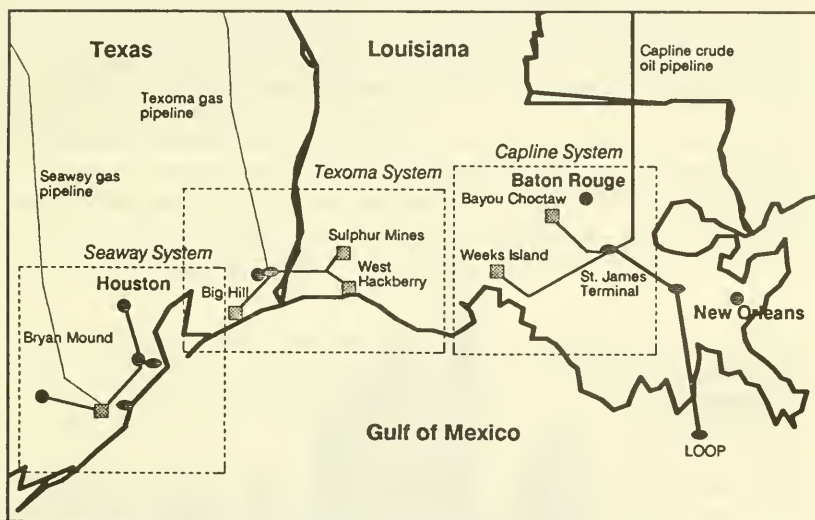 Texas
Louisiana
Capline crude
oil pipeline
Texoma gas
pipeline
Seaway gas
pipeline
Texoma System
Capline System
Baton Rouge
Bayou Choctaw
Sulphur Mines
Seaway System
Weeks Island
West
Hackberry
Houston
Big Hill
St. James
Terminal
New Orleans
Bryan Mound
Gulf of Mexico
LOOP